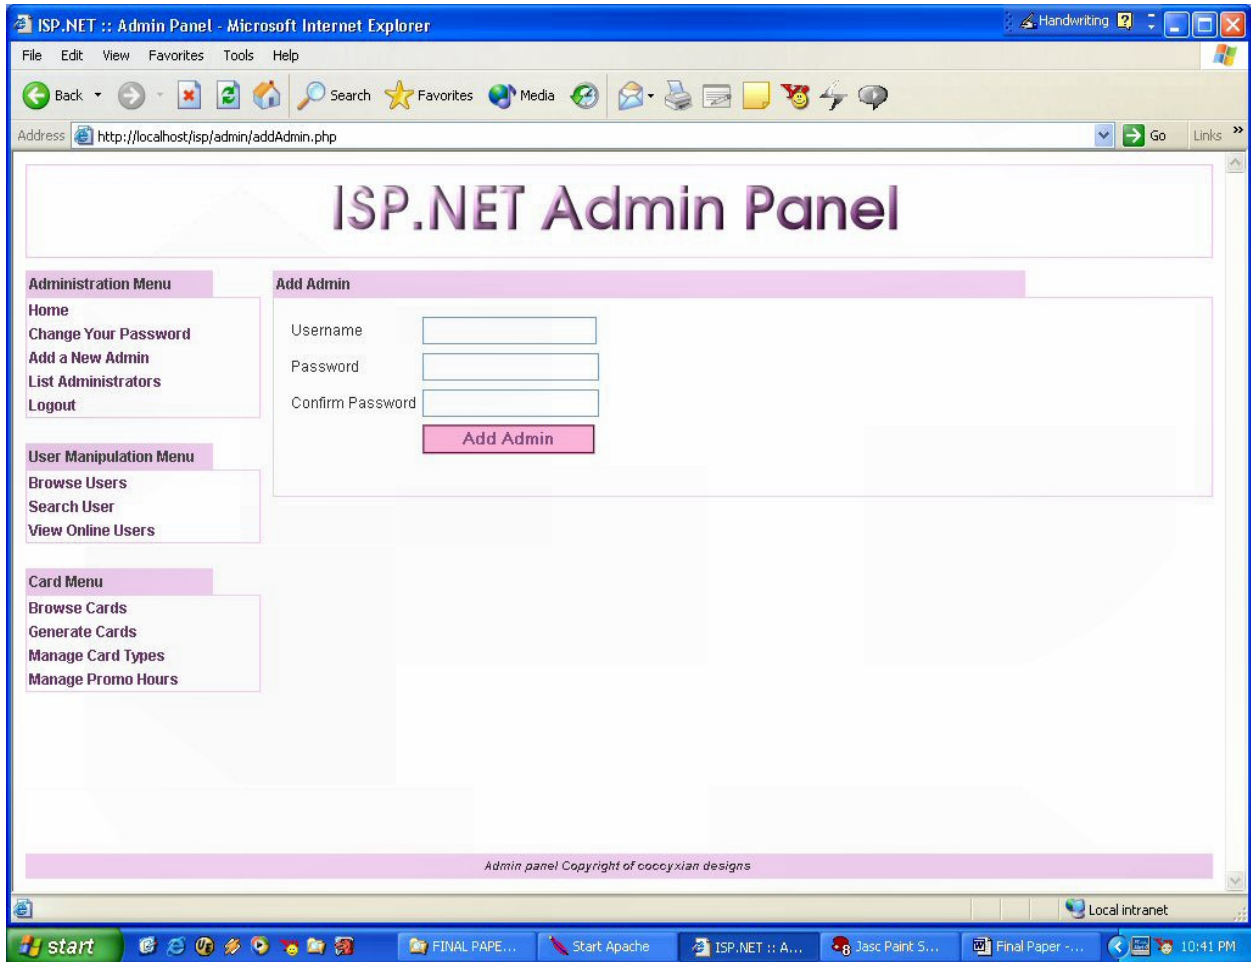 ISP.NET :: Admin Panel - Microsoft Internet Explorer
Handwriting
File Edit View Favorites Tools Help
Back Search Favorites Media
Address http://localhost/isp/admin/addAdmin.php Go Links »
ISP.NET Admin Panel
Administration Menu
Home
Change Your Password
Add a New Admin
List Administrators
Logout
User Manipulation Menu
Browse Users
Search User
View Online Users
Card Menu
Browse Cards
Generate Cards
Manage Card Types
Manage Promo Hours
Add Admin
Username
Password
Confirm Password
Add Admin
Admin panel Copyright of coccyxian designs
Local intranet
start FINAL PAPE... Start Apache ISP.NET :: A... Jasc Paint S... Final Paper -... 10:41 PM